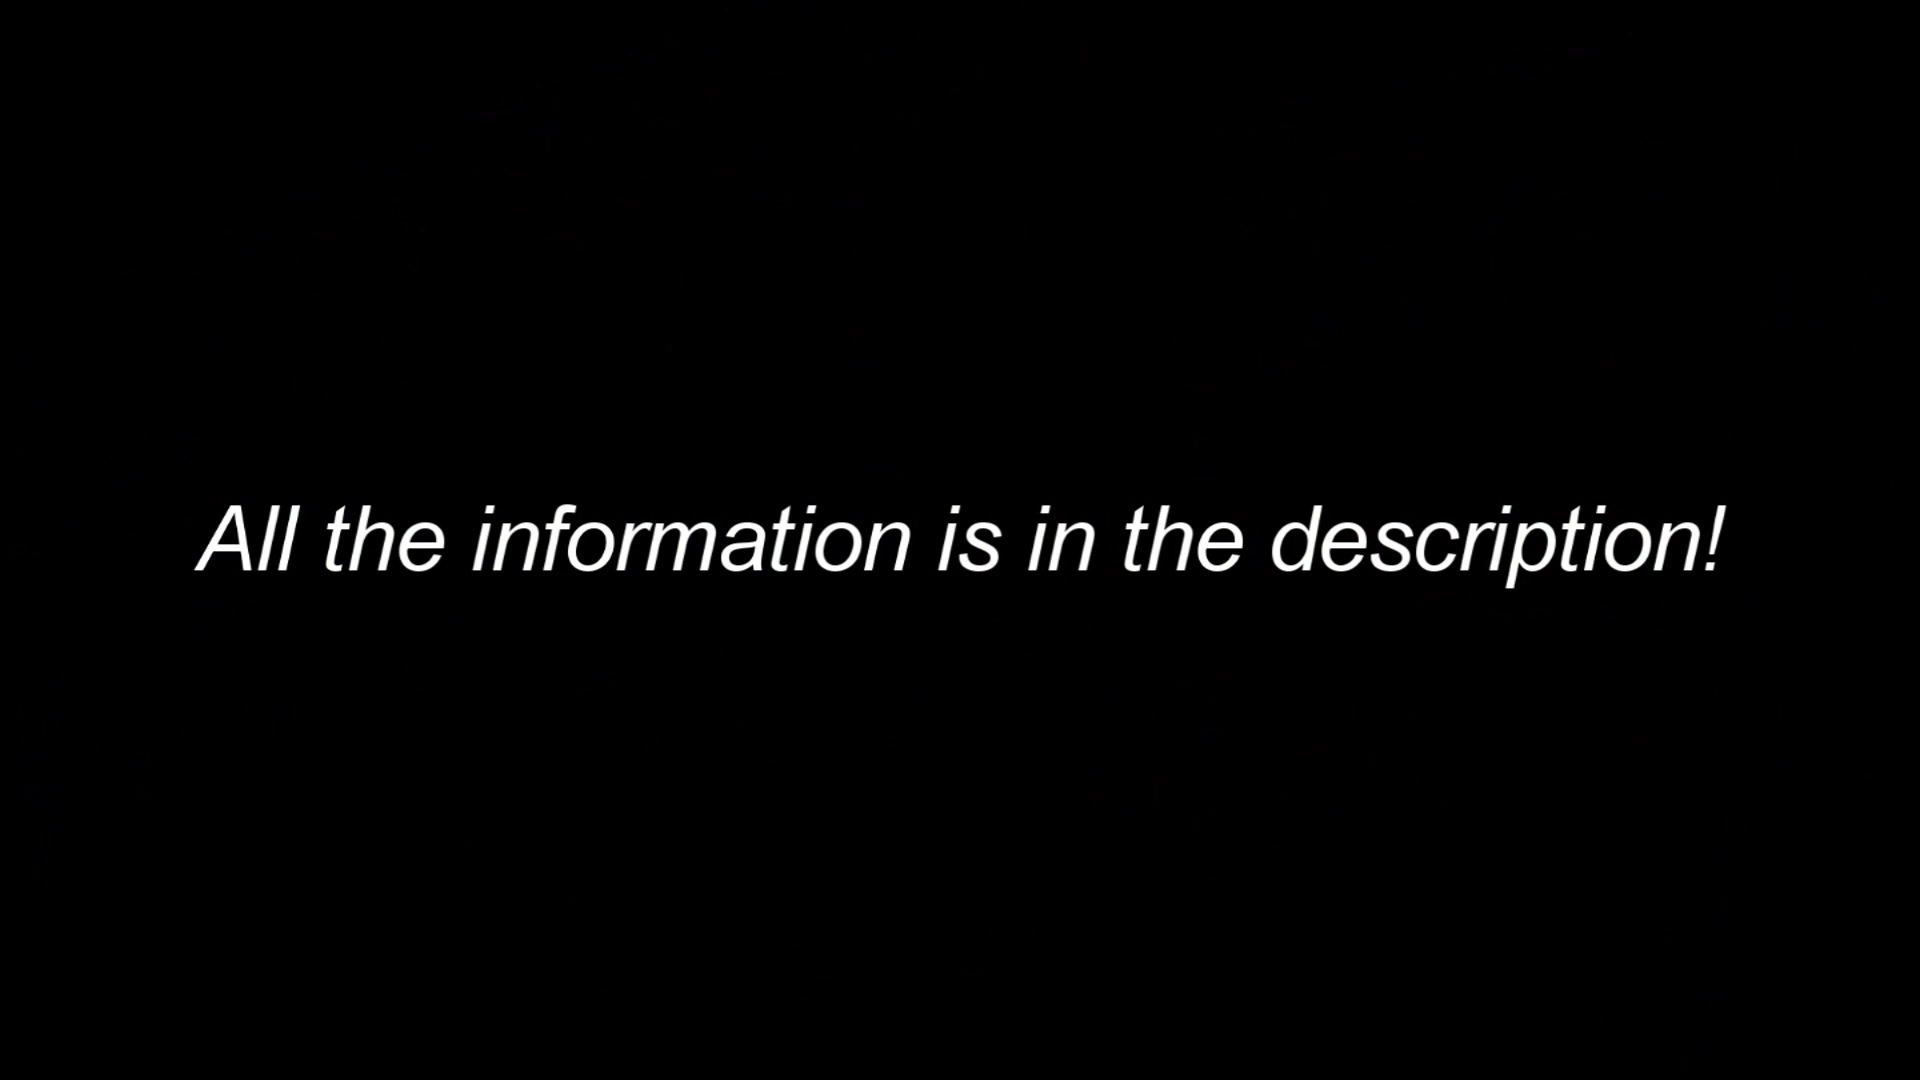 All the information is in the description!